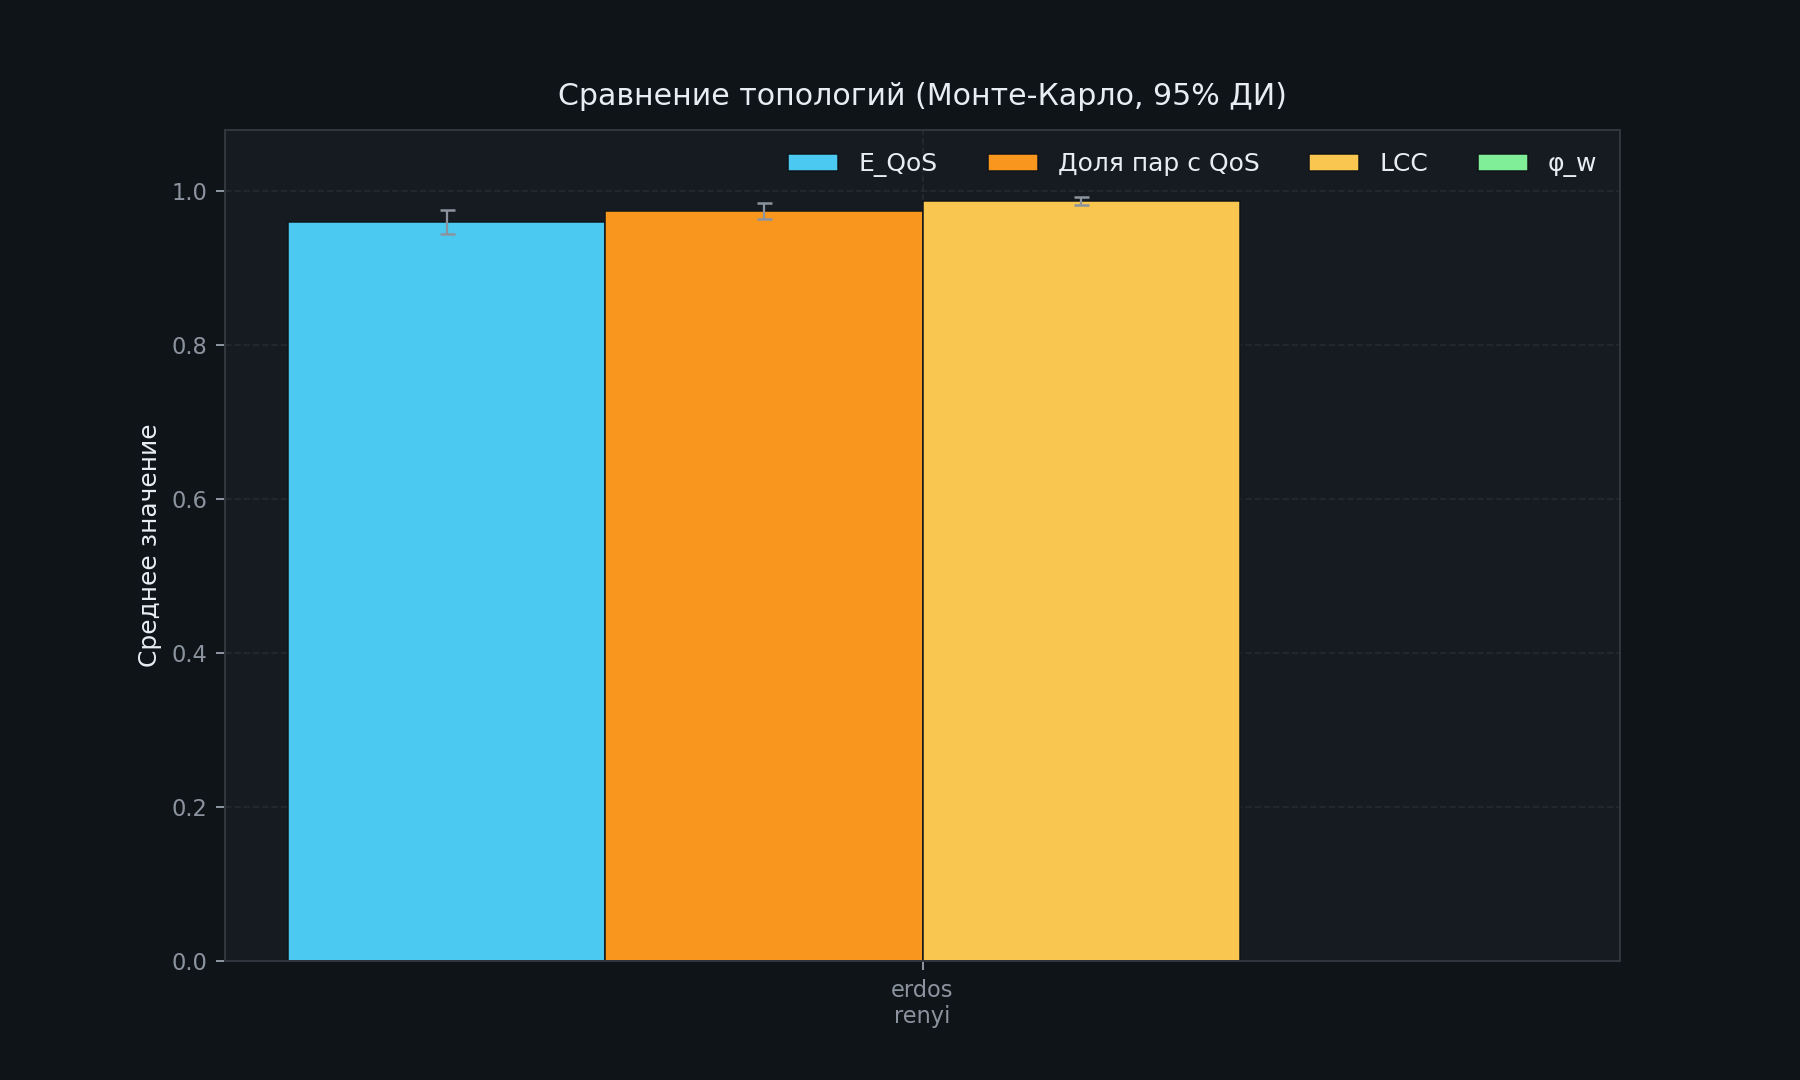 Сравнение топологий (Монте-Карло, 95% ДИ)
E_QoS
Доля пар с QoS
LCC
φ_w
Среднее значение
1.0
0.8
0.6
0.4
0.2
0.0
erdos
renyi